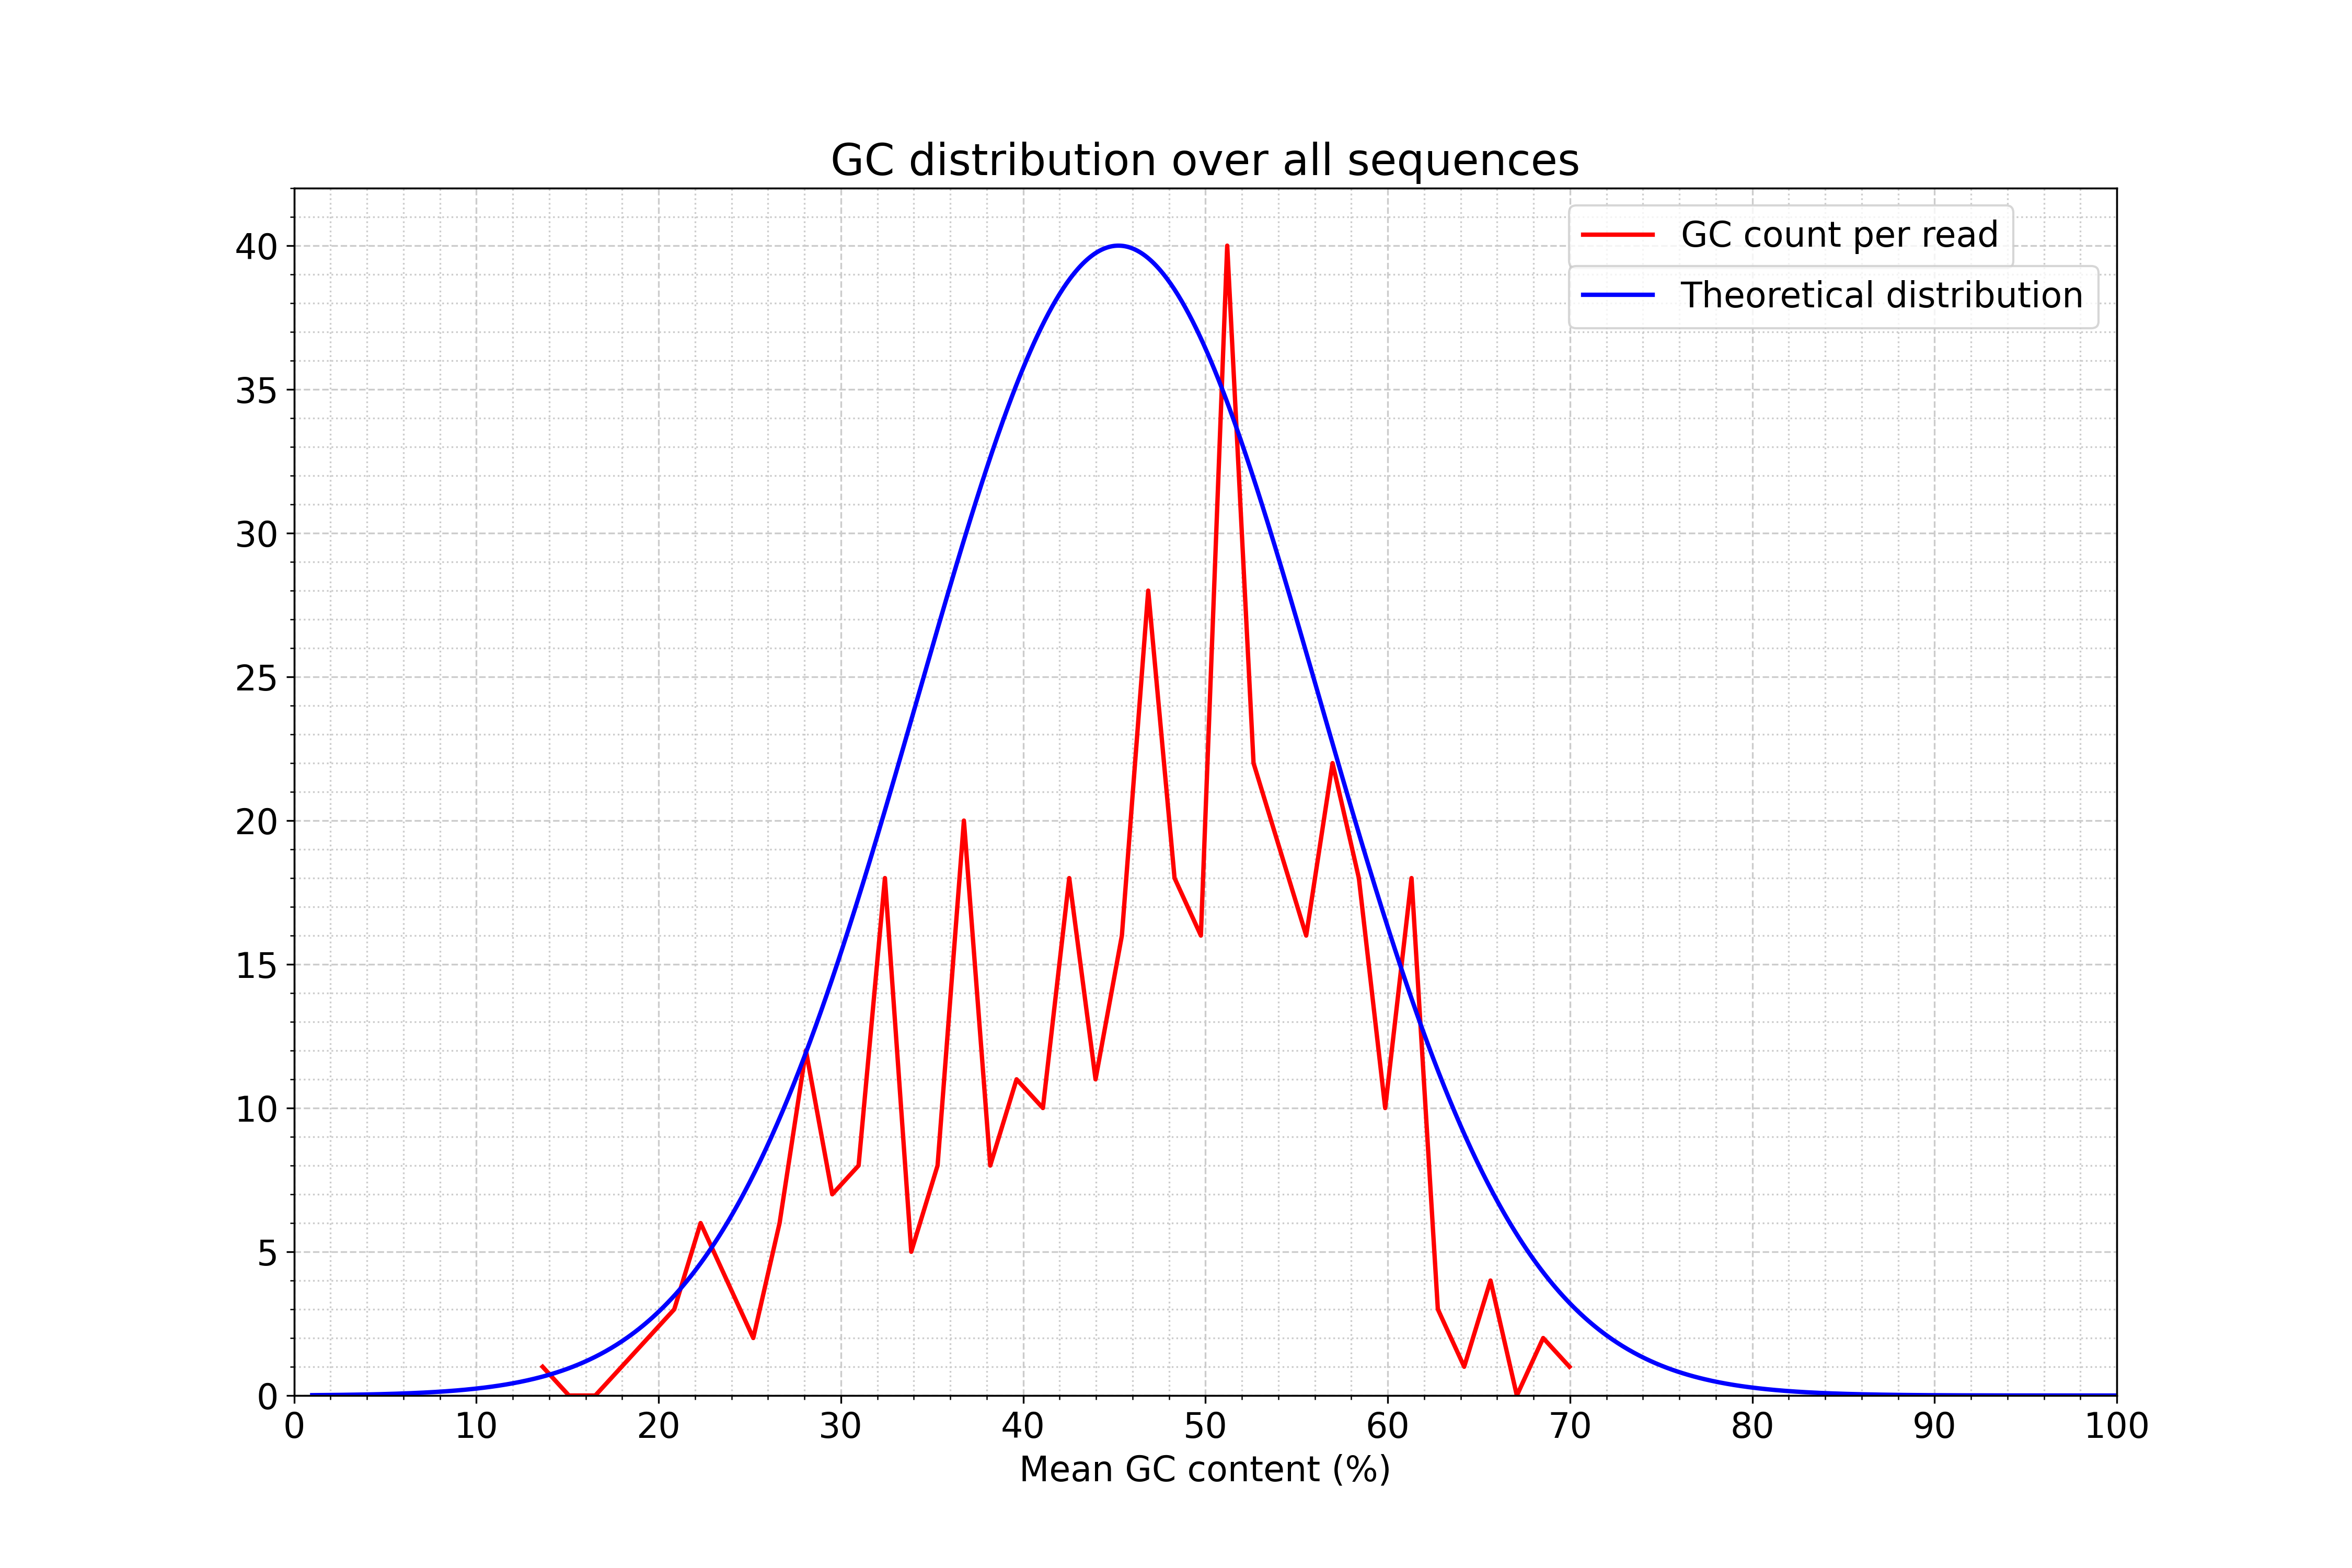 GC distribution over all sequences
GC count per read
Theoretical distribution
40
35
30
25
20
15
10
5
0
0 10 20 30 40 50 60 70 80 90 100
Mean GC content (%)